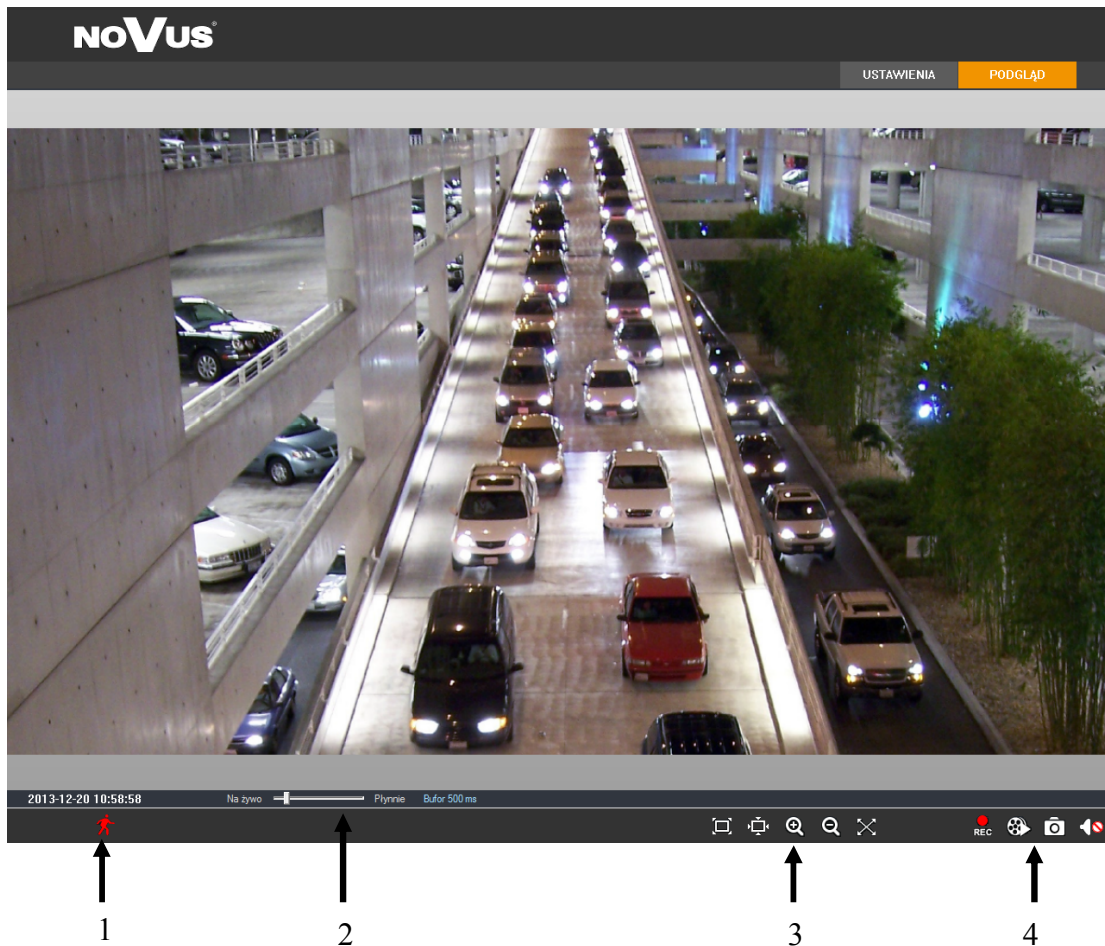 NOVUS®
USTAWIENIA PODGLĄD
2013-12-20 10:58:58 Na żywo Płynnie Bufor 500 ms
REC
1 2 3 4